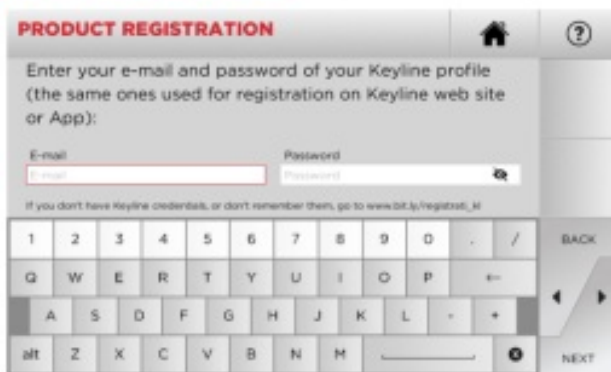 PRODUCT REGISTRATION
?
Enter your e-mail and password of your Keyline profile
(the same ones used for registration on Keyline web site
or App):
E-mail Password
E-mail Password
If you don't have Keyline credentials, or don't remember them, go to www.bit.ly/registrati_kl
1 2 3 4 5 6 7 8 9 0 . / BACK
Q W E R T Y U I O P ←
A S D F G H J K L - +
alt Z X C V B N M NEXT